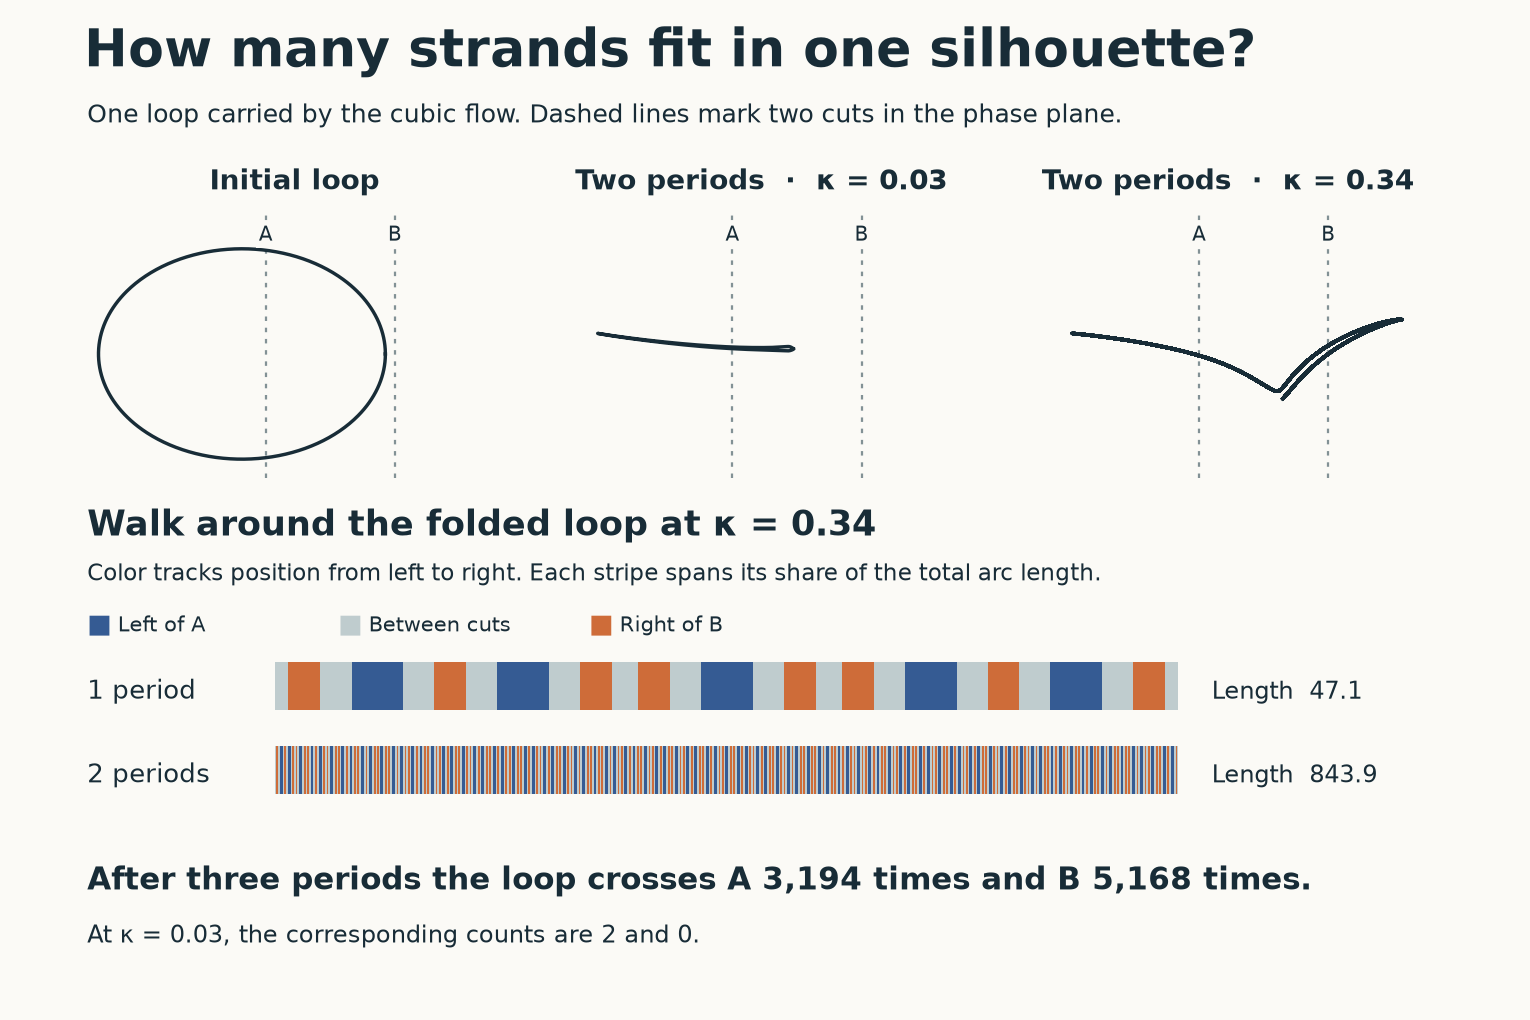 How many strands fit in one silhouette?
One loop carried by the cubic flow. Dashed lines mark two cuts in the phase plane.
Initial loop
A
B
Two periods · κ = 0.03
A
B
Two periods · κ = 0.34
A
B
Walk around the folded loop at κ = 0.34
Color tracks position from left to right. Each stripe spans its share of the total arc length.
Left of A
Between cuts
Right of B
1 period
Length 47.1
2 periods
Length 843.9
After three periods the loop crosses A 3,194 times and B 5,168 times.
At κ = 0.03, the corresponding counts are 2 and 0.